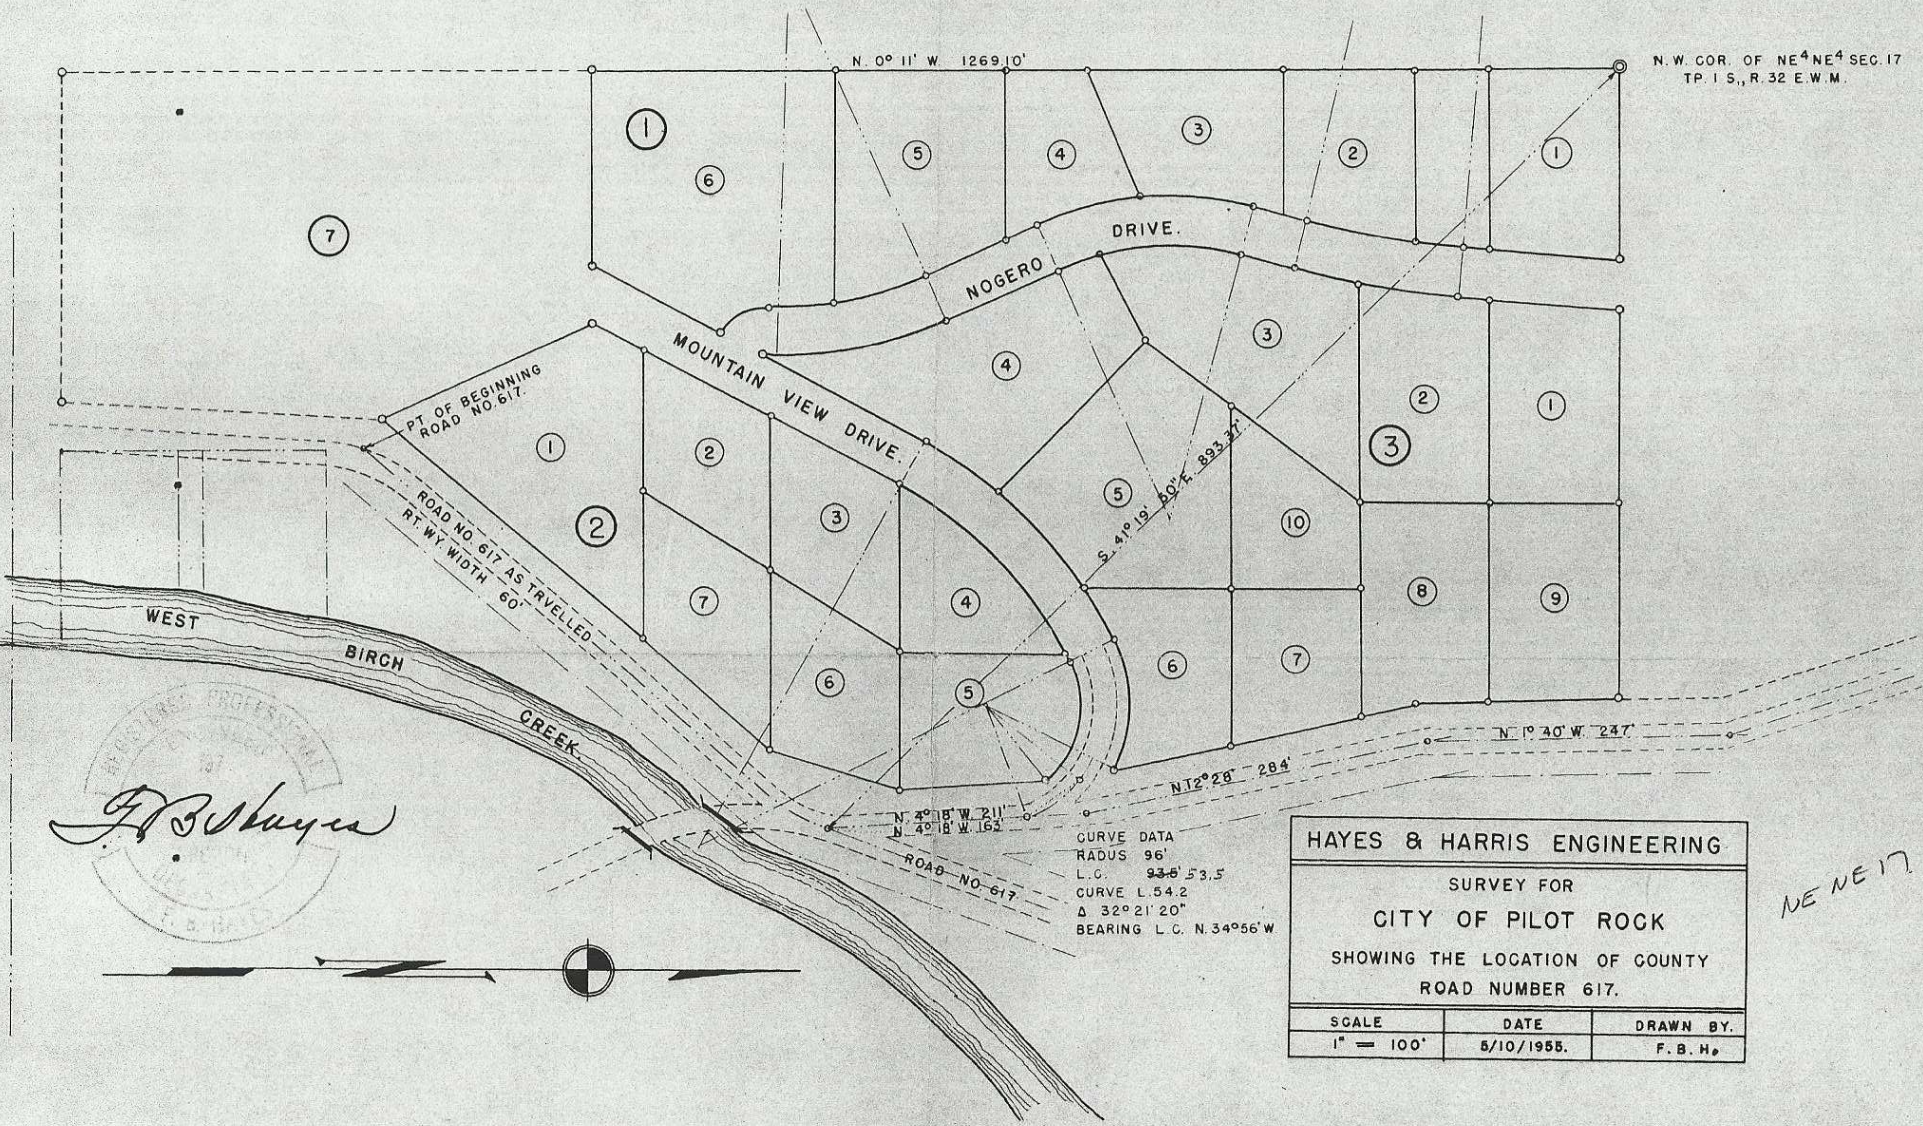 N. 0° 11' W. 1269.10'
N.W. COR. OF NE⁴NE⁴ SEC. 17
TP. 1 S., R. 32 E.W.M.
1
6
5
4
3
2
1
7
NOGERO DRIVE.
MOUNTAIN VIEW DRIVE.
PT. OF BEGINNING
ROAD NO. 617.
1
2
3
4
5
6
7
2
4
3
2
1
3
5
10
8
9
6
7
S. 41° 19' 50" E. 893.37'
ROAD NO. 617 AS TRVELLED
RT. WY. WIDTH 60'
WEST BIRCH CREEK.
REGISTERED PROFESSIONAL
F. B. Hayes
N. 4° 18' W. 211'
N. 4° 18' W. 163'
N. 12° 28' 284'
N. 1° 40' W. 247'
ROAD NO. 617
CURVE DATA
RADUS 96'
L.C. 93.5' 53.5
CURVE L. 54.2
Δ 32° 21' 20"
BEARING L.C. N. 34° 56' W
HAYES & HARRIS ENGINEERING
SURVEY FOR
CITY OF PILOT ROCK
SHOWING THE LOCATION OF COUNTY
ROAD NUMBER 617.
SCALE DATE DRAWN BY.
1" = 100' 5/10/1955. F. B. H.
NE NE 17